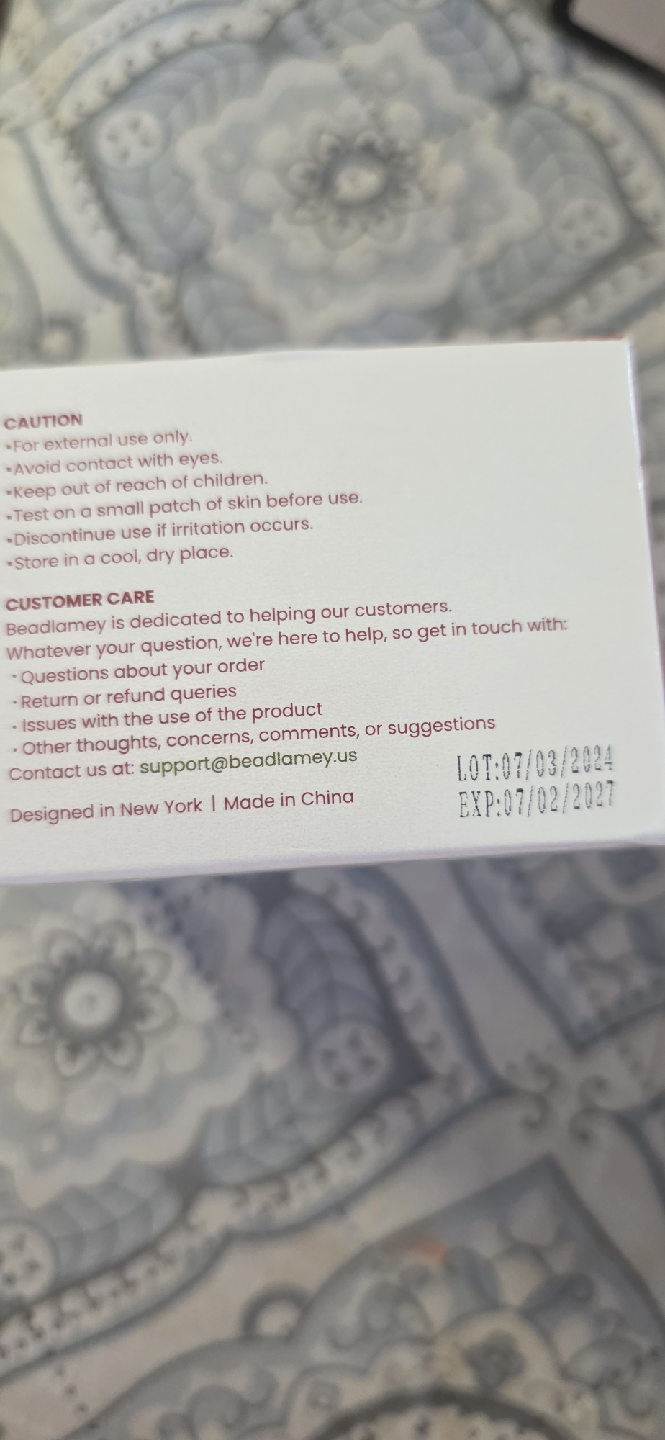 CAUTION
•For external use only.
•Avoid contact with eyes.
•Keep out of reach of children.
•Test on a small patch of skin before use.
•Discontinue use if irritation occurs.
•Store in a cool, dry place.
CUSTOMER CARE
Beadlamey is dedicated to helping our customers.
Whatever your question, we're here to help, so get in touch with:
• Questions about your order
• Return or refund queries
• Issues with the use of the product
• Other thoughts, concerns, comments, or suggestions
Contact us at: support@beadlamey.us
Designed in New York | Made in China
LOT:07/03/2024
EXP:07/02/2027